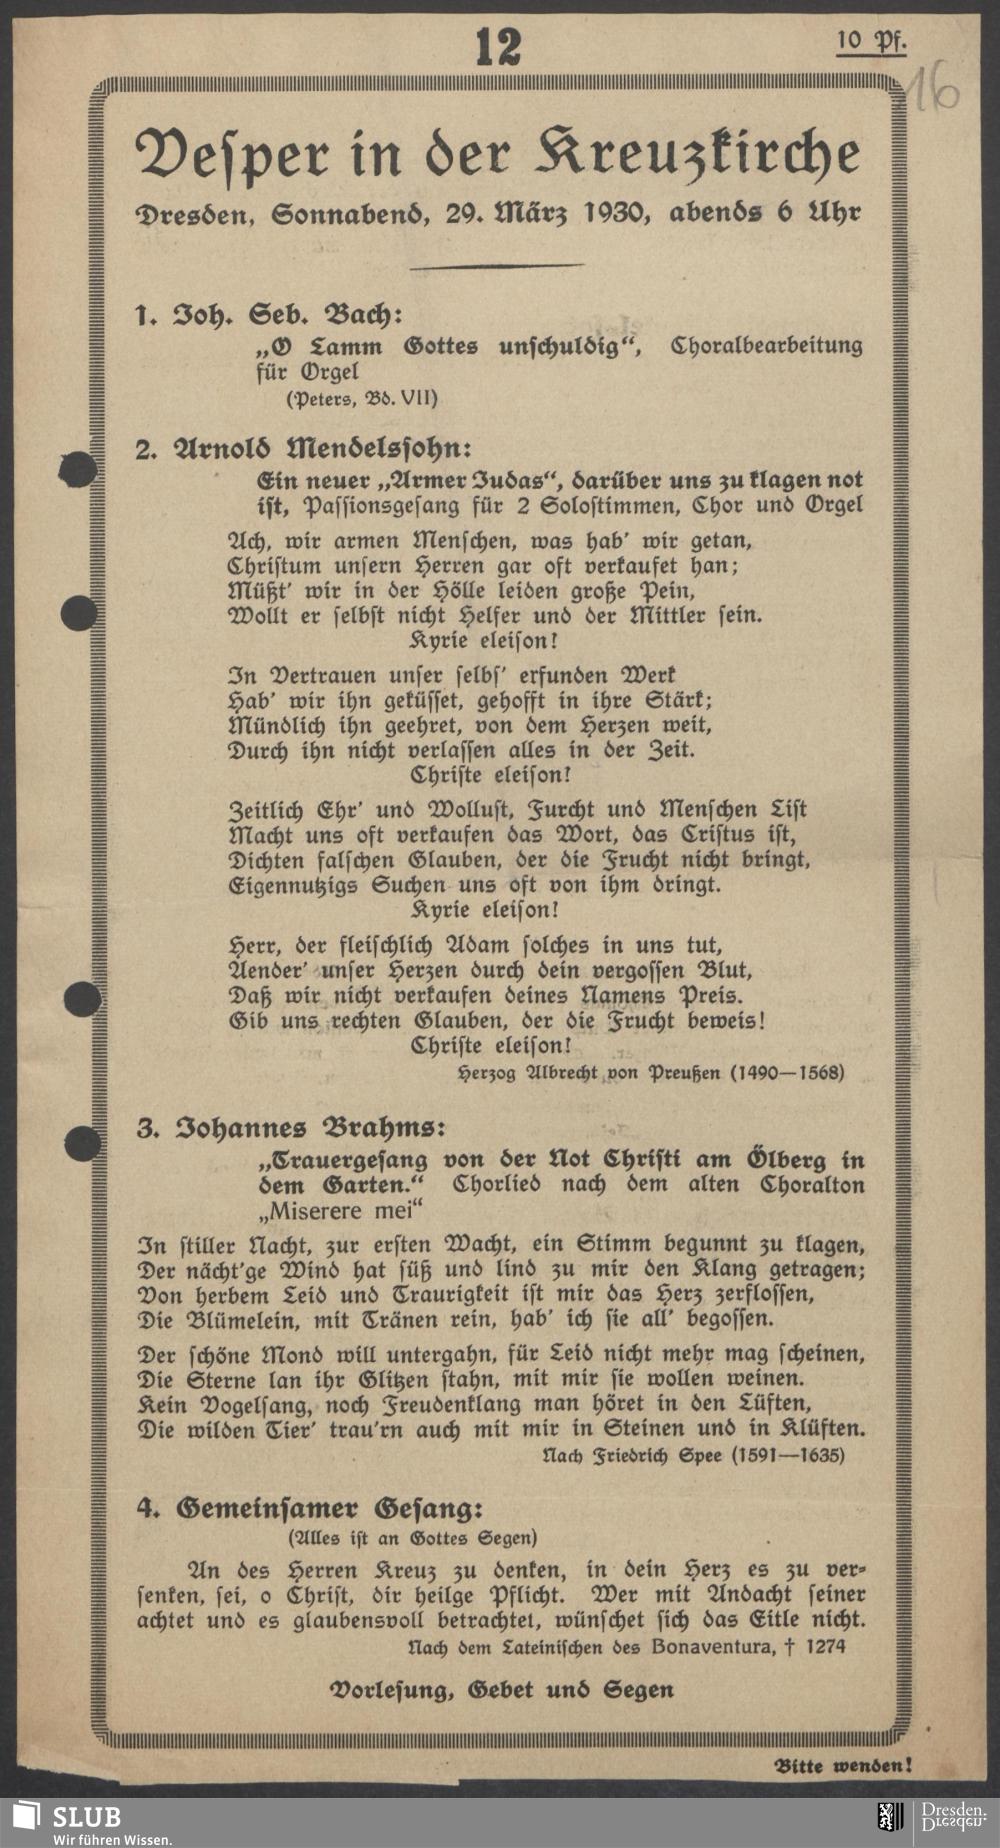 12
10 Pf.
16
Vesper in der Kreuzkirche
Dresden, Sonnabend, 29. März 1930, abends 6 Uhr
1. Joh. Seb. Bach:
„O Lamm Gottes unschuldig“, Choralbearbeitung
für Orgel
(Peters, Bd. VII)
2. Arnold Mendelssohn:
Ein neuer „Armer Judas“, darüber uns zu klagen not
ist, Passionsgesang für 2 Solostimmen, Chor und Orgel
Ach, wir armen Menschen, was hab' wir getan,
Christum unsern Herren gar oft verkaufet han;
Müßt' wir in der Hölle leiden große Pein,
Wollt er selbst nicht Helfer und der Mittler sein.
Kyrie eleison!
In Vertrauen unser selbs' erfunden Werk
Hab' wir ihn geküsset, gehofft in ihre Stärk;
Mündlich ihn geehret, von dem Herzen weit,
Durch ihn nicht verlassen alles in der Zeit.
Christe eleison!
Zeitlich Ehr' und Wollust, Furcht und Menschen List
Macht uns oft verkaufen das Wort, das Cristus ist,
Dichten falschen Glauben, der die Frucht nicht bringt,
Eigennutzigs Suchen uns oft von ihm dringt.
Kyrie eleison!
Herr, der fleischlich Adam solches in uns tut,
Aender' unser Herzen durch dein vergossen Blut,
Daß wir nicht verkaufen deines Namens Preis.
Gib uns rechten Glauben, der die Frucht beweis!
Christe eleison!
Herzog Albrecht von Preußen (1490—1568)
3. Johannes Brahms:
„Trauergesang von der Not Christi am Ölberg in
dem Garten.“ Chorlied nach dem alten Choralton
„Miserere mei“
In stiller Nacht, zur ersten Wacht, ein Stimm begunnt zu klagen,
Der nächt'ge Wind hat süß und lind zu mir den Klang getragen;
Von herbem Leid und Traurigkeit ist mir das Herz zerflossen,
Die Blümelein, mit Tränen rein, hab' ich sie all' begossen.
Der schöne Mond will untergahn, für Leid nicht mehr mag scheinen,
Die Sterne lan ihr Glitzen stahn, mit mir sie wollen weinen.
Kein Vogelsang, noch Freudenklang man höret in den Lüften,
Die wilden Tier' trau'rn auch mit mir in Steinen und in Klüften.
Nach Friedrich Spee (1591—1635)
4. Gemeinsamer Gesang:
(Alles ist an Gottes Segen)
An des Herren Kreuz zu denken, in dein Herz es zu ver-
senken, sei, o Christ, dir heilge Pflicht. Wer mit Andacht seiner
achtet und es glaubensvoll betrachtet, wünschet sich das Eitle nicht.
Nach dem Lateinischen des Bonaventura, † 1274
Vorlesung, Gebet und Segen
Bitte wenden!
SLUB
Wir führen Wissen.
Dresden.
Dresden.